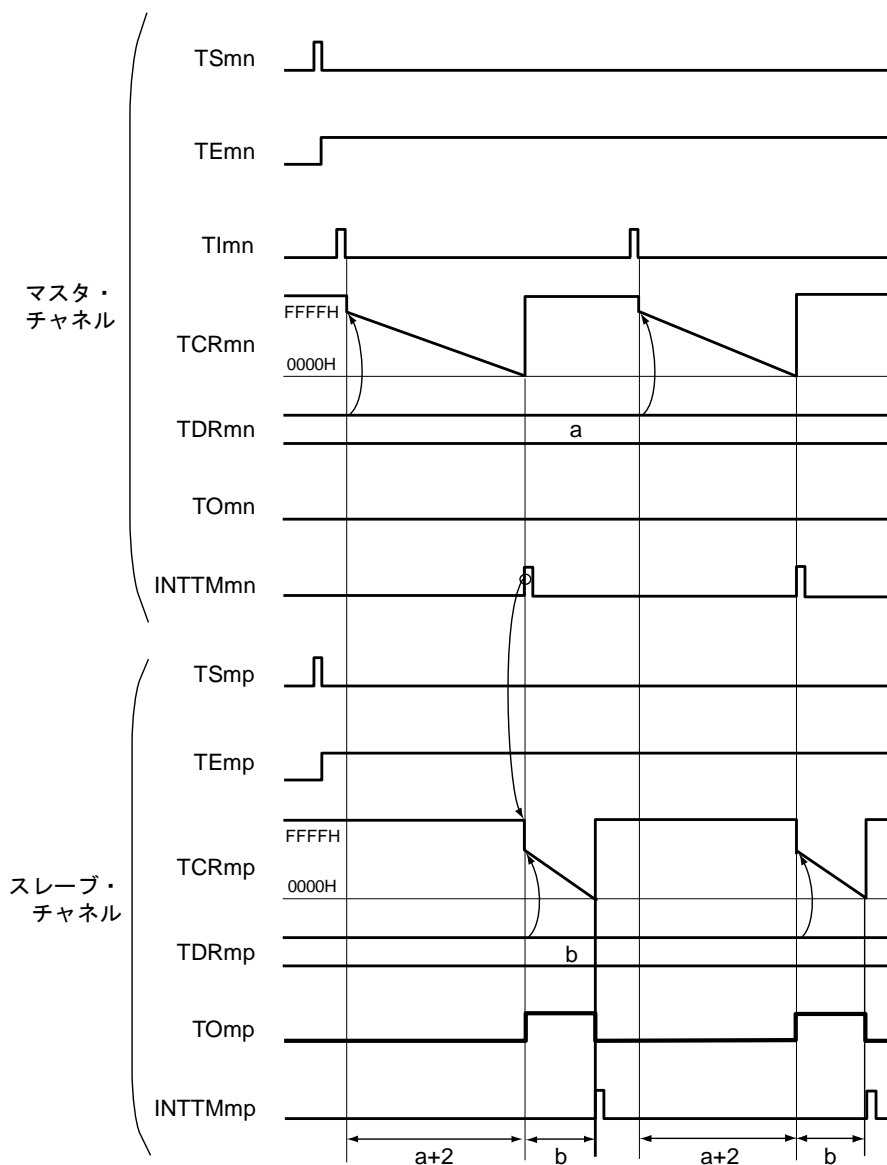 TSmn
TEmn
TImn
マスタ・
チャネル
FFFFH
TCRmn
0000H
TDRmn
a
TOmn
INTTMmn
TSmp
TEmp
FFFFH
TCRmp
0000H
スレーブ・
チャネル
TDRmp
b
TOmp
INTTMmp
a+2 b a+2 b